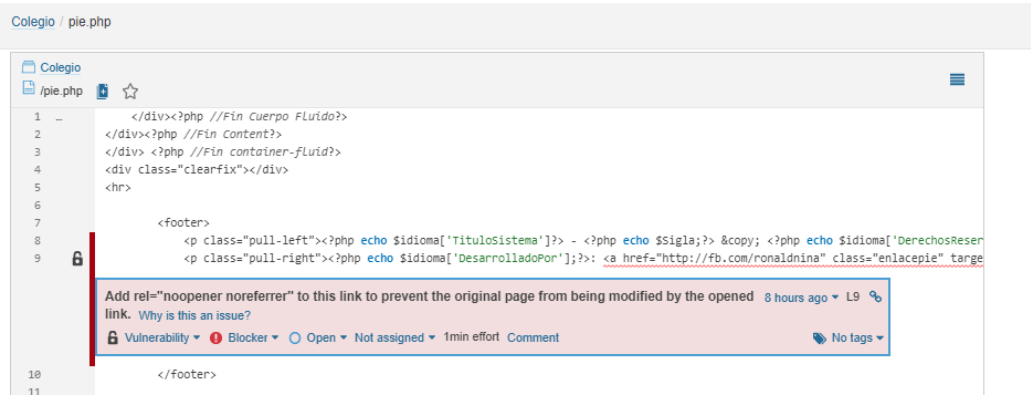 Colegio / pie.php
Colegio
/pie.php
1 </div><?php //Fin Cuerpo Fluido?>
2 </div><?php //Fin Content?>
3 </div> <?php //Fin container-fluid?>
4 <div class="clearfix"></div>
5 <hr>
6
7 <footer>
8 <p class="pull-left"><?php echo $idioma['TituloSistema']?> - <?php echo $Sigla;?> &copy; <?php echo $idioma['DerechosReser
9 <p class="pull-right"><?php echo $idioma['DesarrolladoPor'];?>: <a href="http://fb.com/ronaldnina" class="enlacepie" targe
Add rel="noopener noreferrer" to this link to prevent the original page from being modified by the opened 8 hours ago L9
link. Why is this an issue?
Vulnerability Blocker Open Not assigned 1min effort Comment No tags
10 </footer>
11